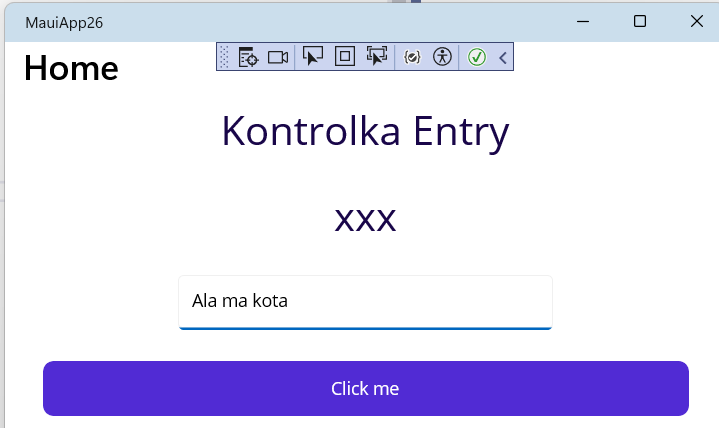 MauiApp26
Home
Kontrolka Entry
xxx
Ala ma kota
Click me